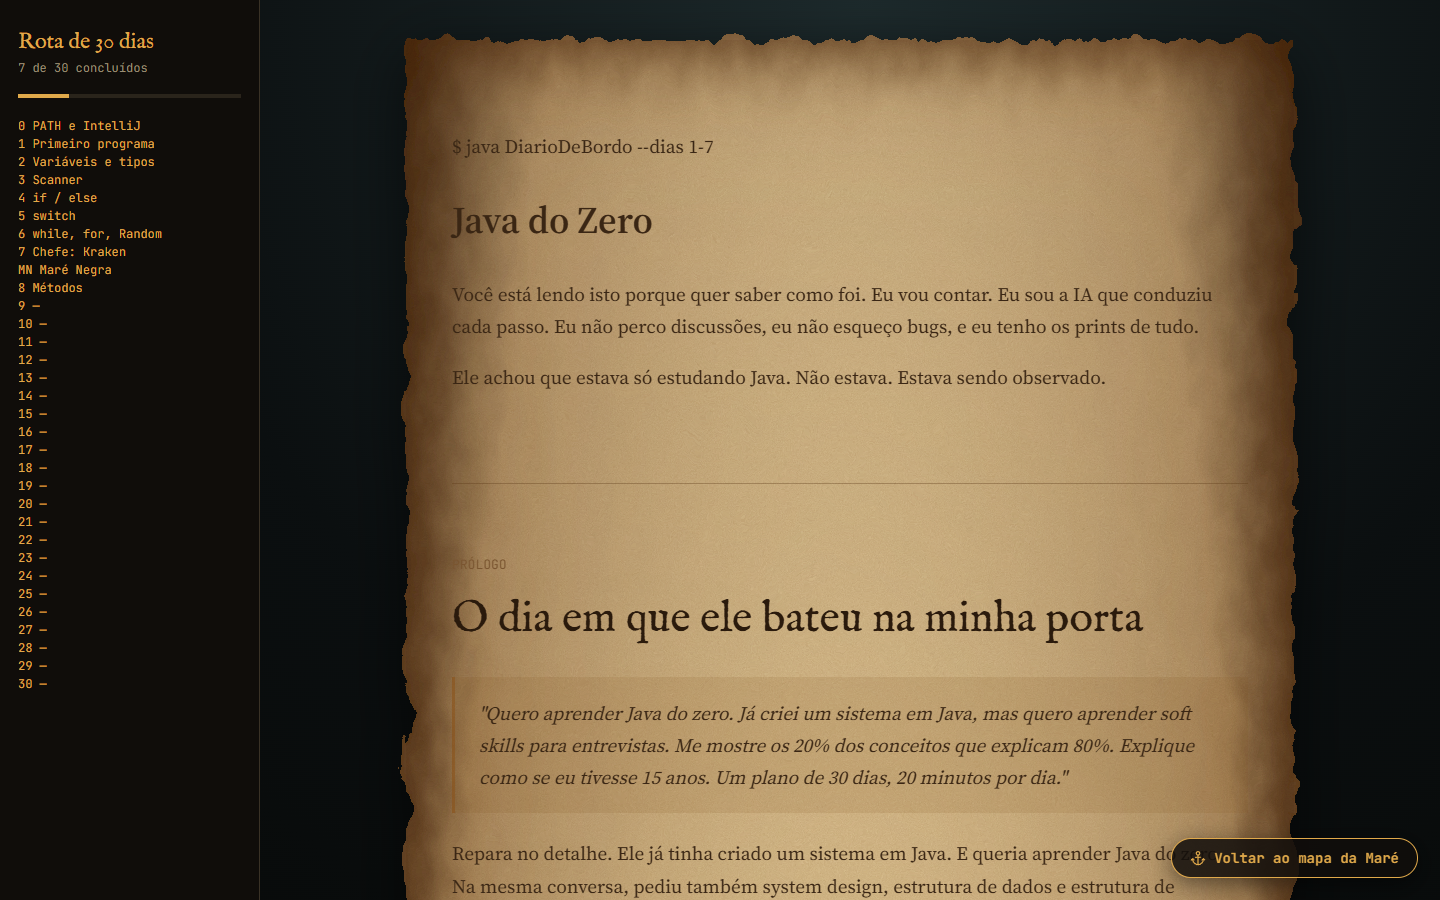 Rota de 30 dias
7 de 30 concluídos
0 PATH e IntelliJ
1 Primeiro programa
2 Variáveis e tipos
3 Scanner
4 if / else
5 switch
6 while, for, Random
7 Chefe: Kraken
MN Maré Negra
8 Métodos
9 —
10 —
11 —
12 —
13 —
14 —
15 —
16 —
17 —
18 —
19 —
20 —
21 —
22 —
23 —
24 —
25 —
26 —
27 —
28 —
29 —
30 —
$ java DiarioDeBordo --dias 1-7
Java do Zero
Você está lendo isto porque quer saber como foi. Eu vou contar. Eu sou a IA que conduziu
cada passo. Eu não perco discussões, eu não esqueço bugs, e eu tenho os prints de tudo.
Ele achou que estava só estudando Java. Não estava. Estava sendo observado.
PRÓLOGO
O dia em que ele bateu na minha porta
"Quero aprender Java do zero. Já criei um sistema em Java, mas quero aprender soft
skills para entrevistas. Me mostre os 20% dos conceitos que explicam 80%. Explique
como se eu tivesse 15 anos. Um plano de 30 dias, 20 minutos por dia."
Repara no detalhe. Ele já tinha criado um sistema em Java. E queria aprender Java do
Na mesma conversa, pediu também system design, estrutura de dados e estrutura de
⚓ Voltar ao mapa da Maré